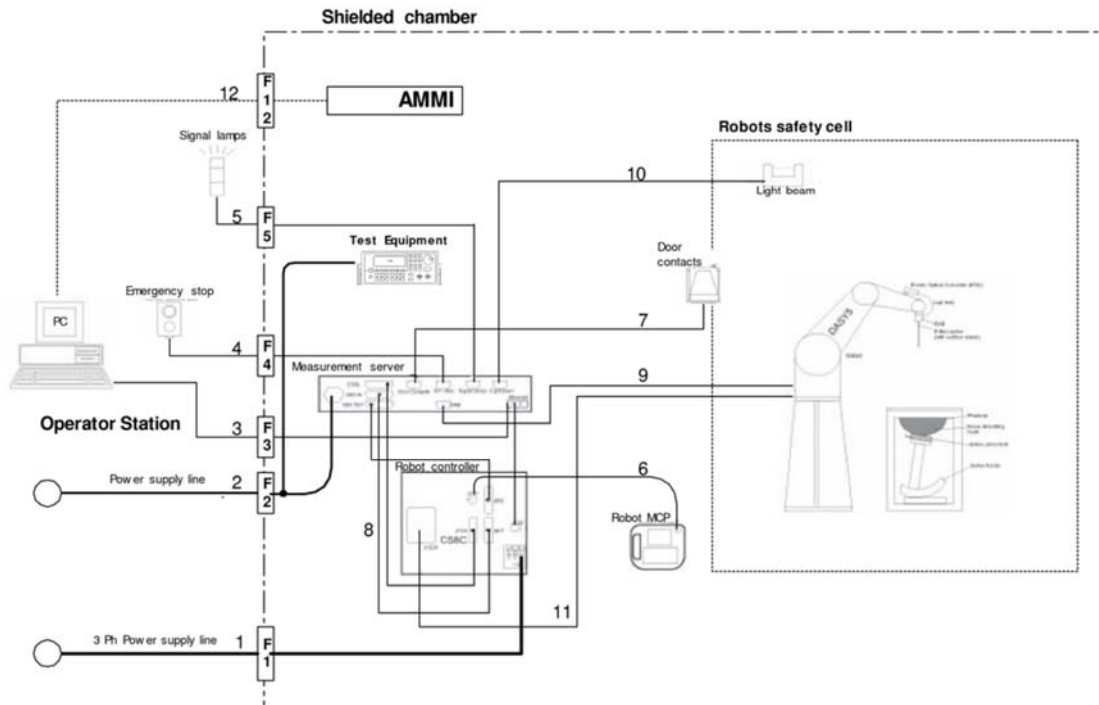 Shielded chamber
12
F
1
2
AMMI
Signal lamps
Robots safety cell
10
Light beam
5
F
5
Test Equipment
Door
contacts
Emergency stop
PC
DASY5
7
4
F
4
Measurement server
9
Operator Station
3
F
3
Robot controller
6
Power supply line
2
F
2
Robot MCP
8
CS8C
11
3 Ph Power supply line
1
F
1